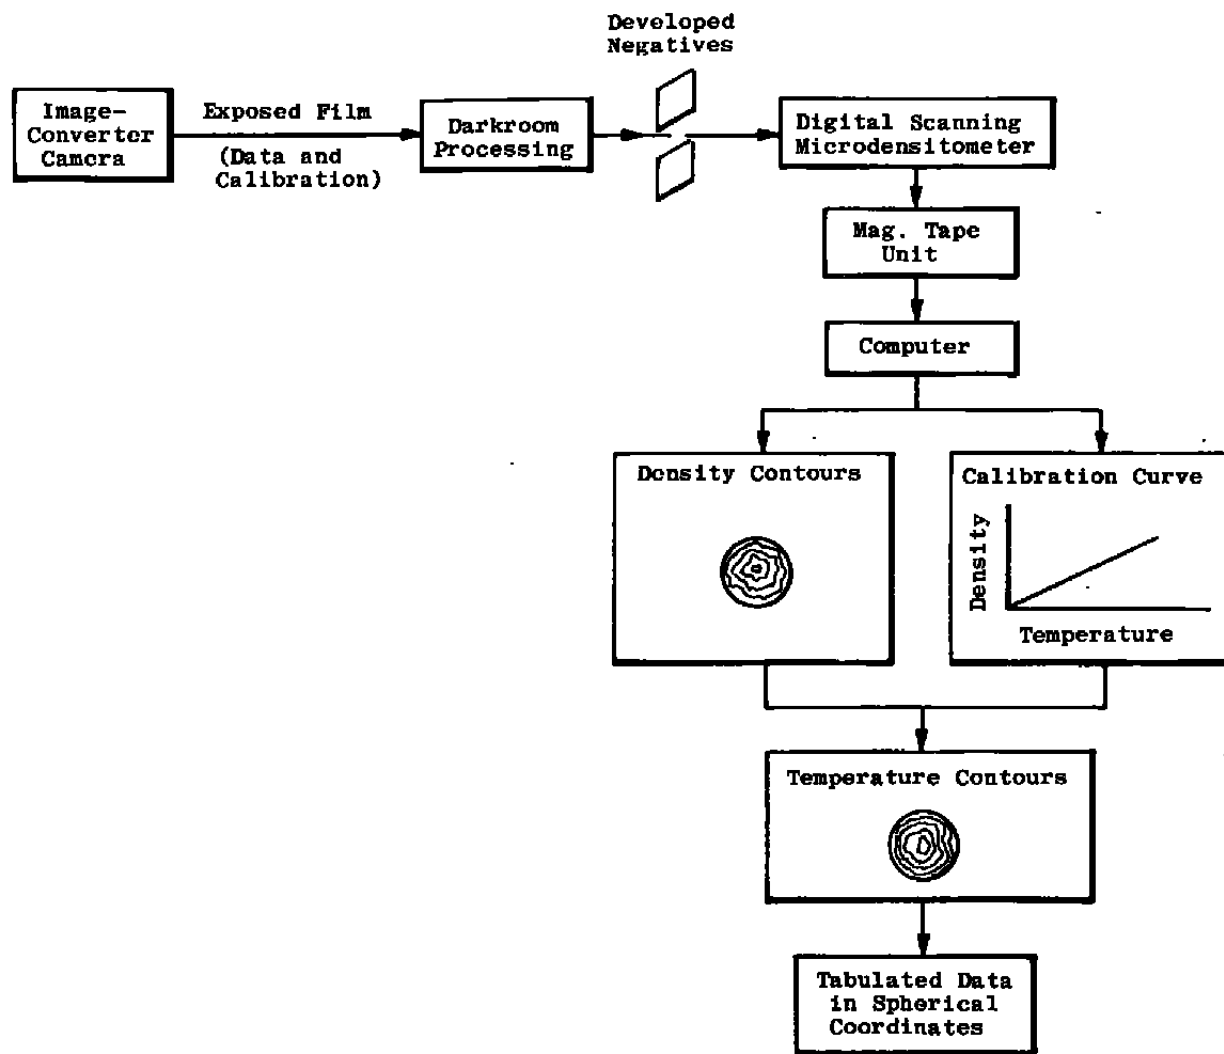 Developed
Negatives
Image-
Converter
Camera
Exposed Film
(Data and
Calibration)
Darkroom
Processing
Digital Scanning
Microdensitometer
Mag. Tape
Unit
Computer
Density Contours
Calibration Curve
Density
Temperature
Temperature Contours
Tabulated Data
in Spherical
Coordinates